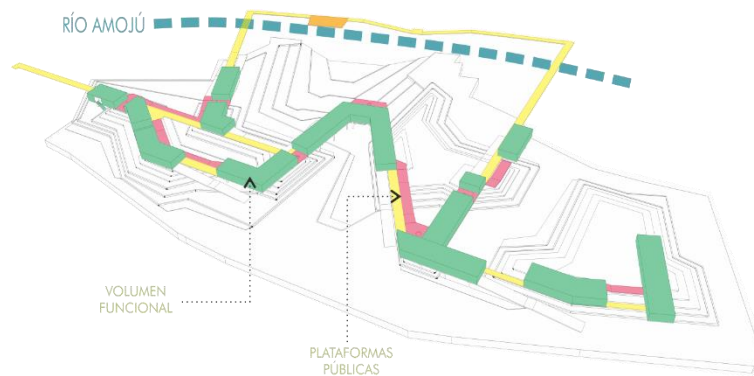 RÍO AMOJÚ
VOLUMEN
FUNCIONAL
PLATAFORMAS
PÚBLICAS